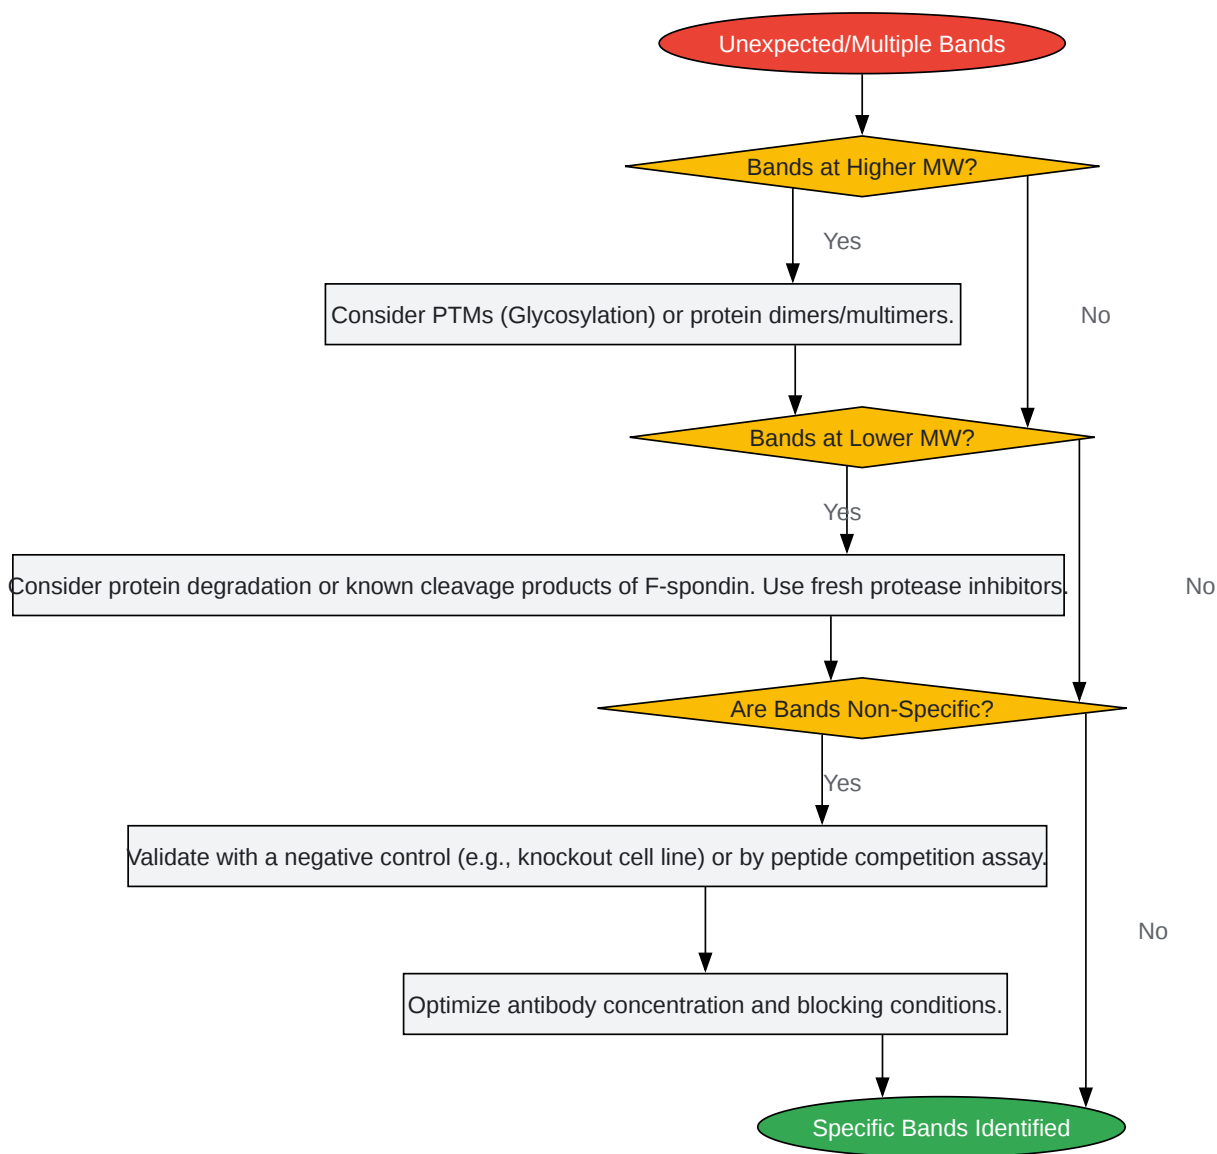 Unexpected/Multiple Bands
Bands at Higher MW?
Yes
Consider PTMs (Glycosylation) or protein dimers/multimers.
No
Bands at Lower MW?
Yes
Consider protein degradation or known cleavage products of F-spondin. Use fresh protease inhibitors.
No
Are Bands Non-Specific?
Yes
Validate with a negative control (e.g., knockout cell line) or by peptide competition assay.
No
Optimize antibody concentration and blocking conditions.
Specific Bands Identified